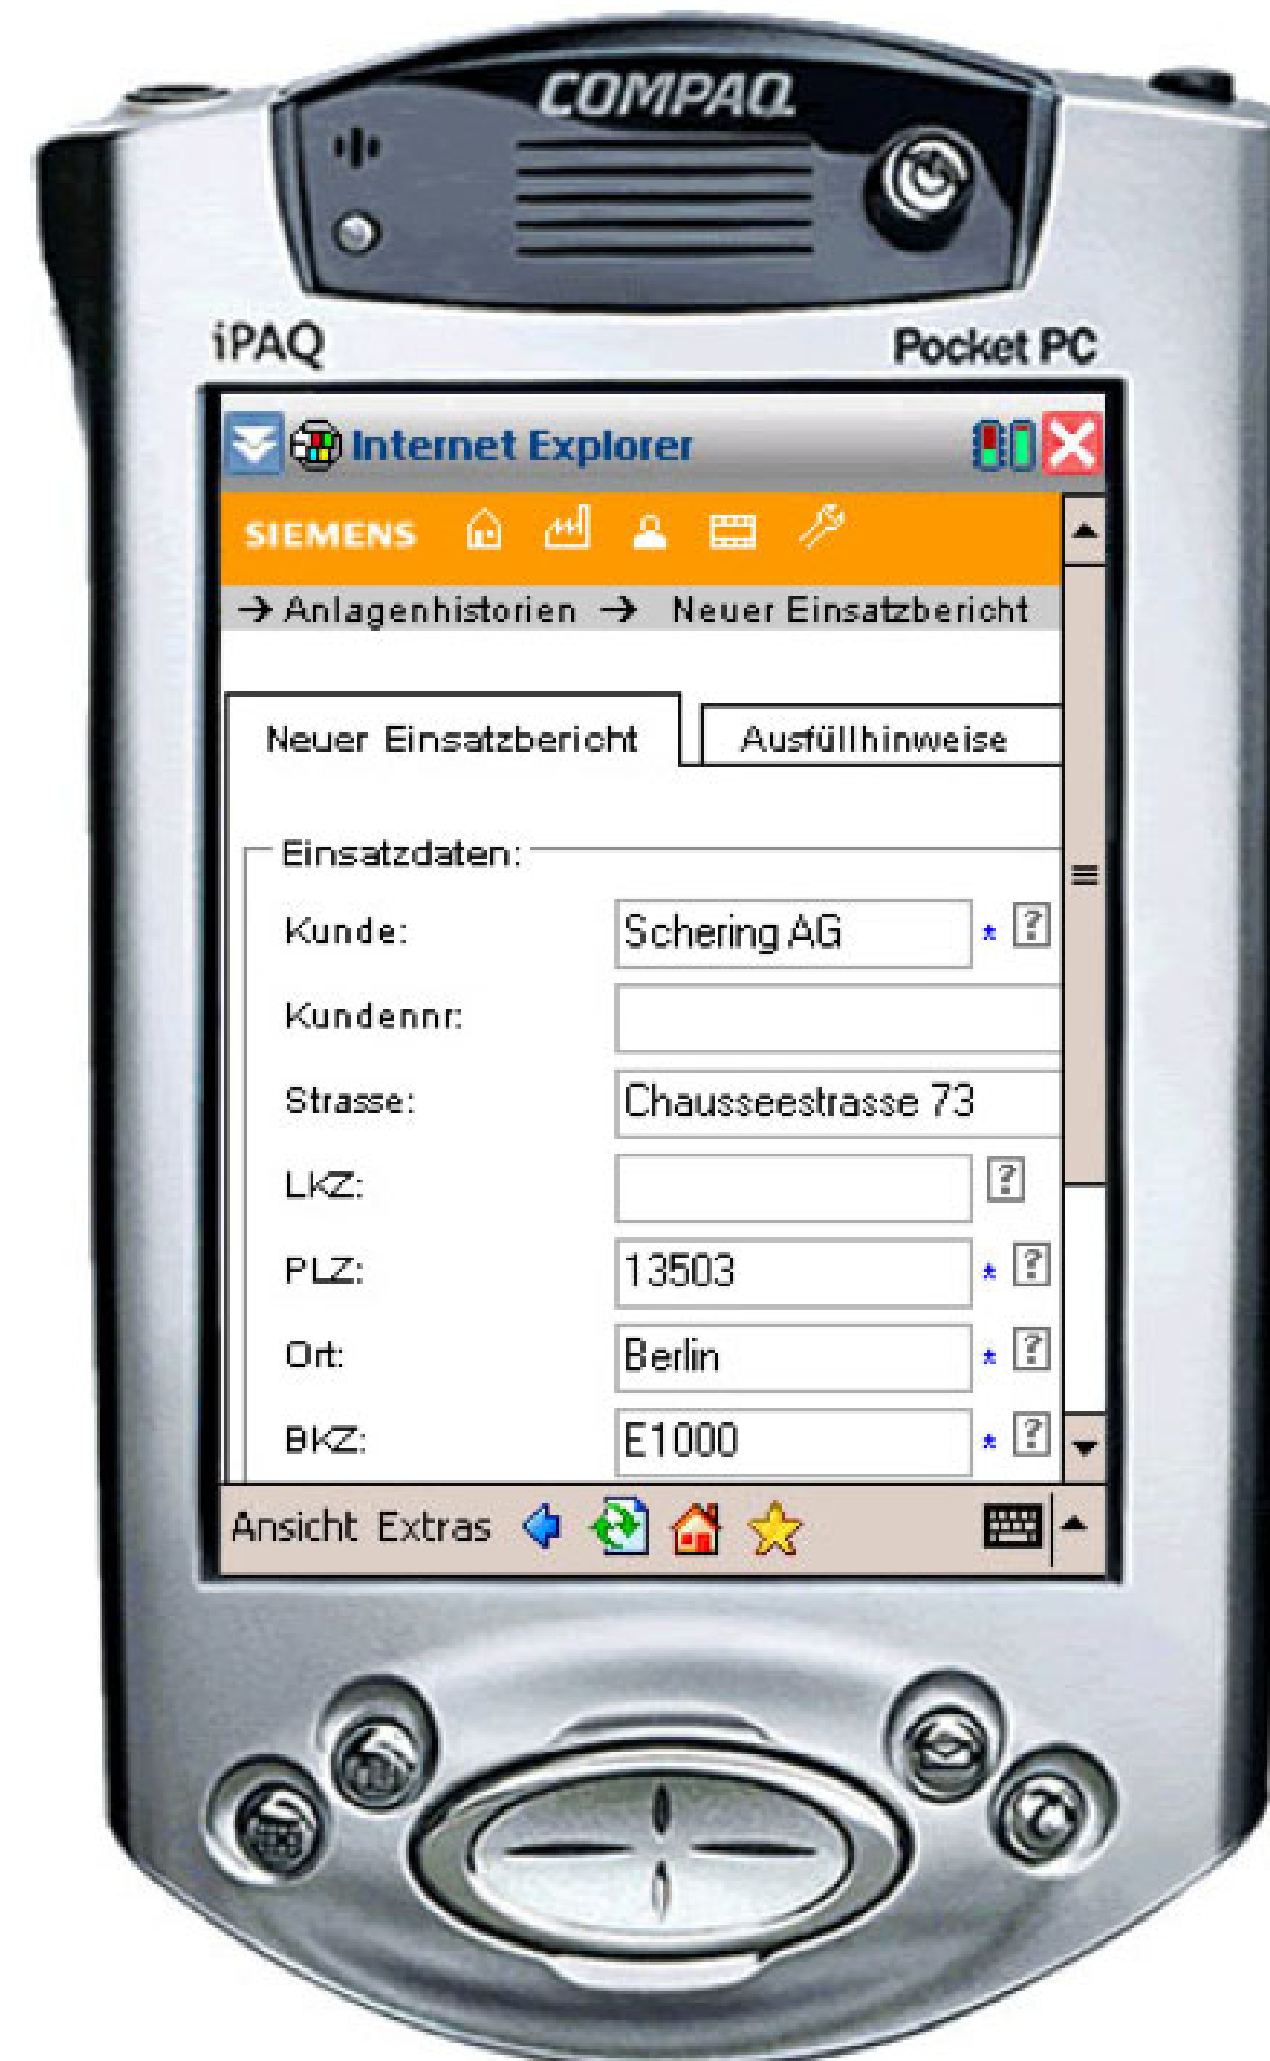 COMPAQ
iPAQ Pocket PC
Internet Explorer
SIEMENS
→ Anlagenhistorien → Neuer Einsatzbericht
Neuer Einsatzbericht Ausfüllhinweise
Einsatzdaten:
Kunde: Schering AG * ?
Kundennr:
Strasse: Chausseestrasse 73
LKZ: ?
PLZ: 13503 * ?
Ort: Berlin * ?
BKZ: E1000 * ?
Ansicht Extras